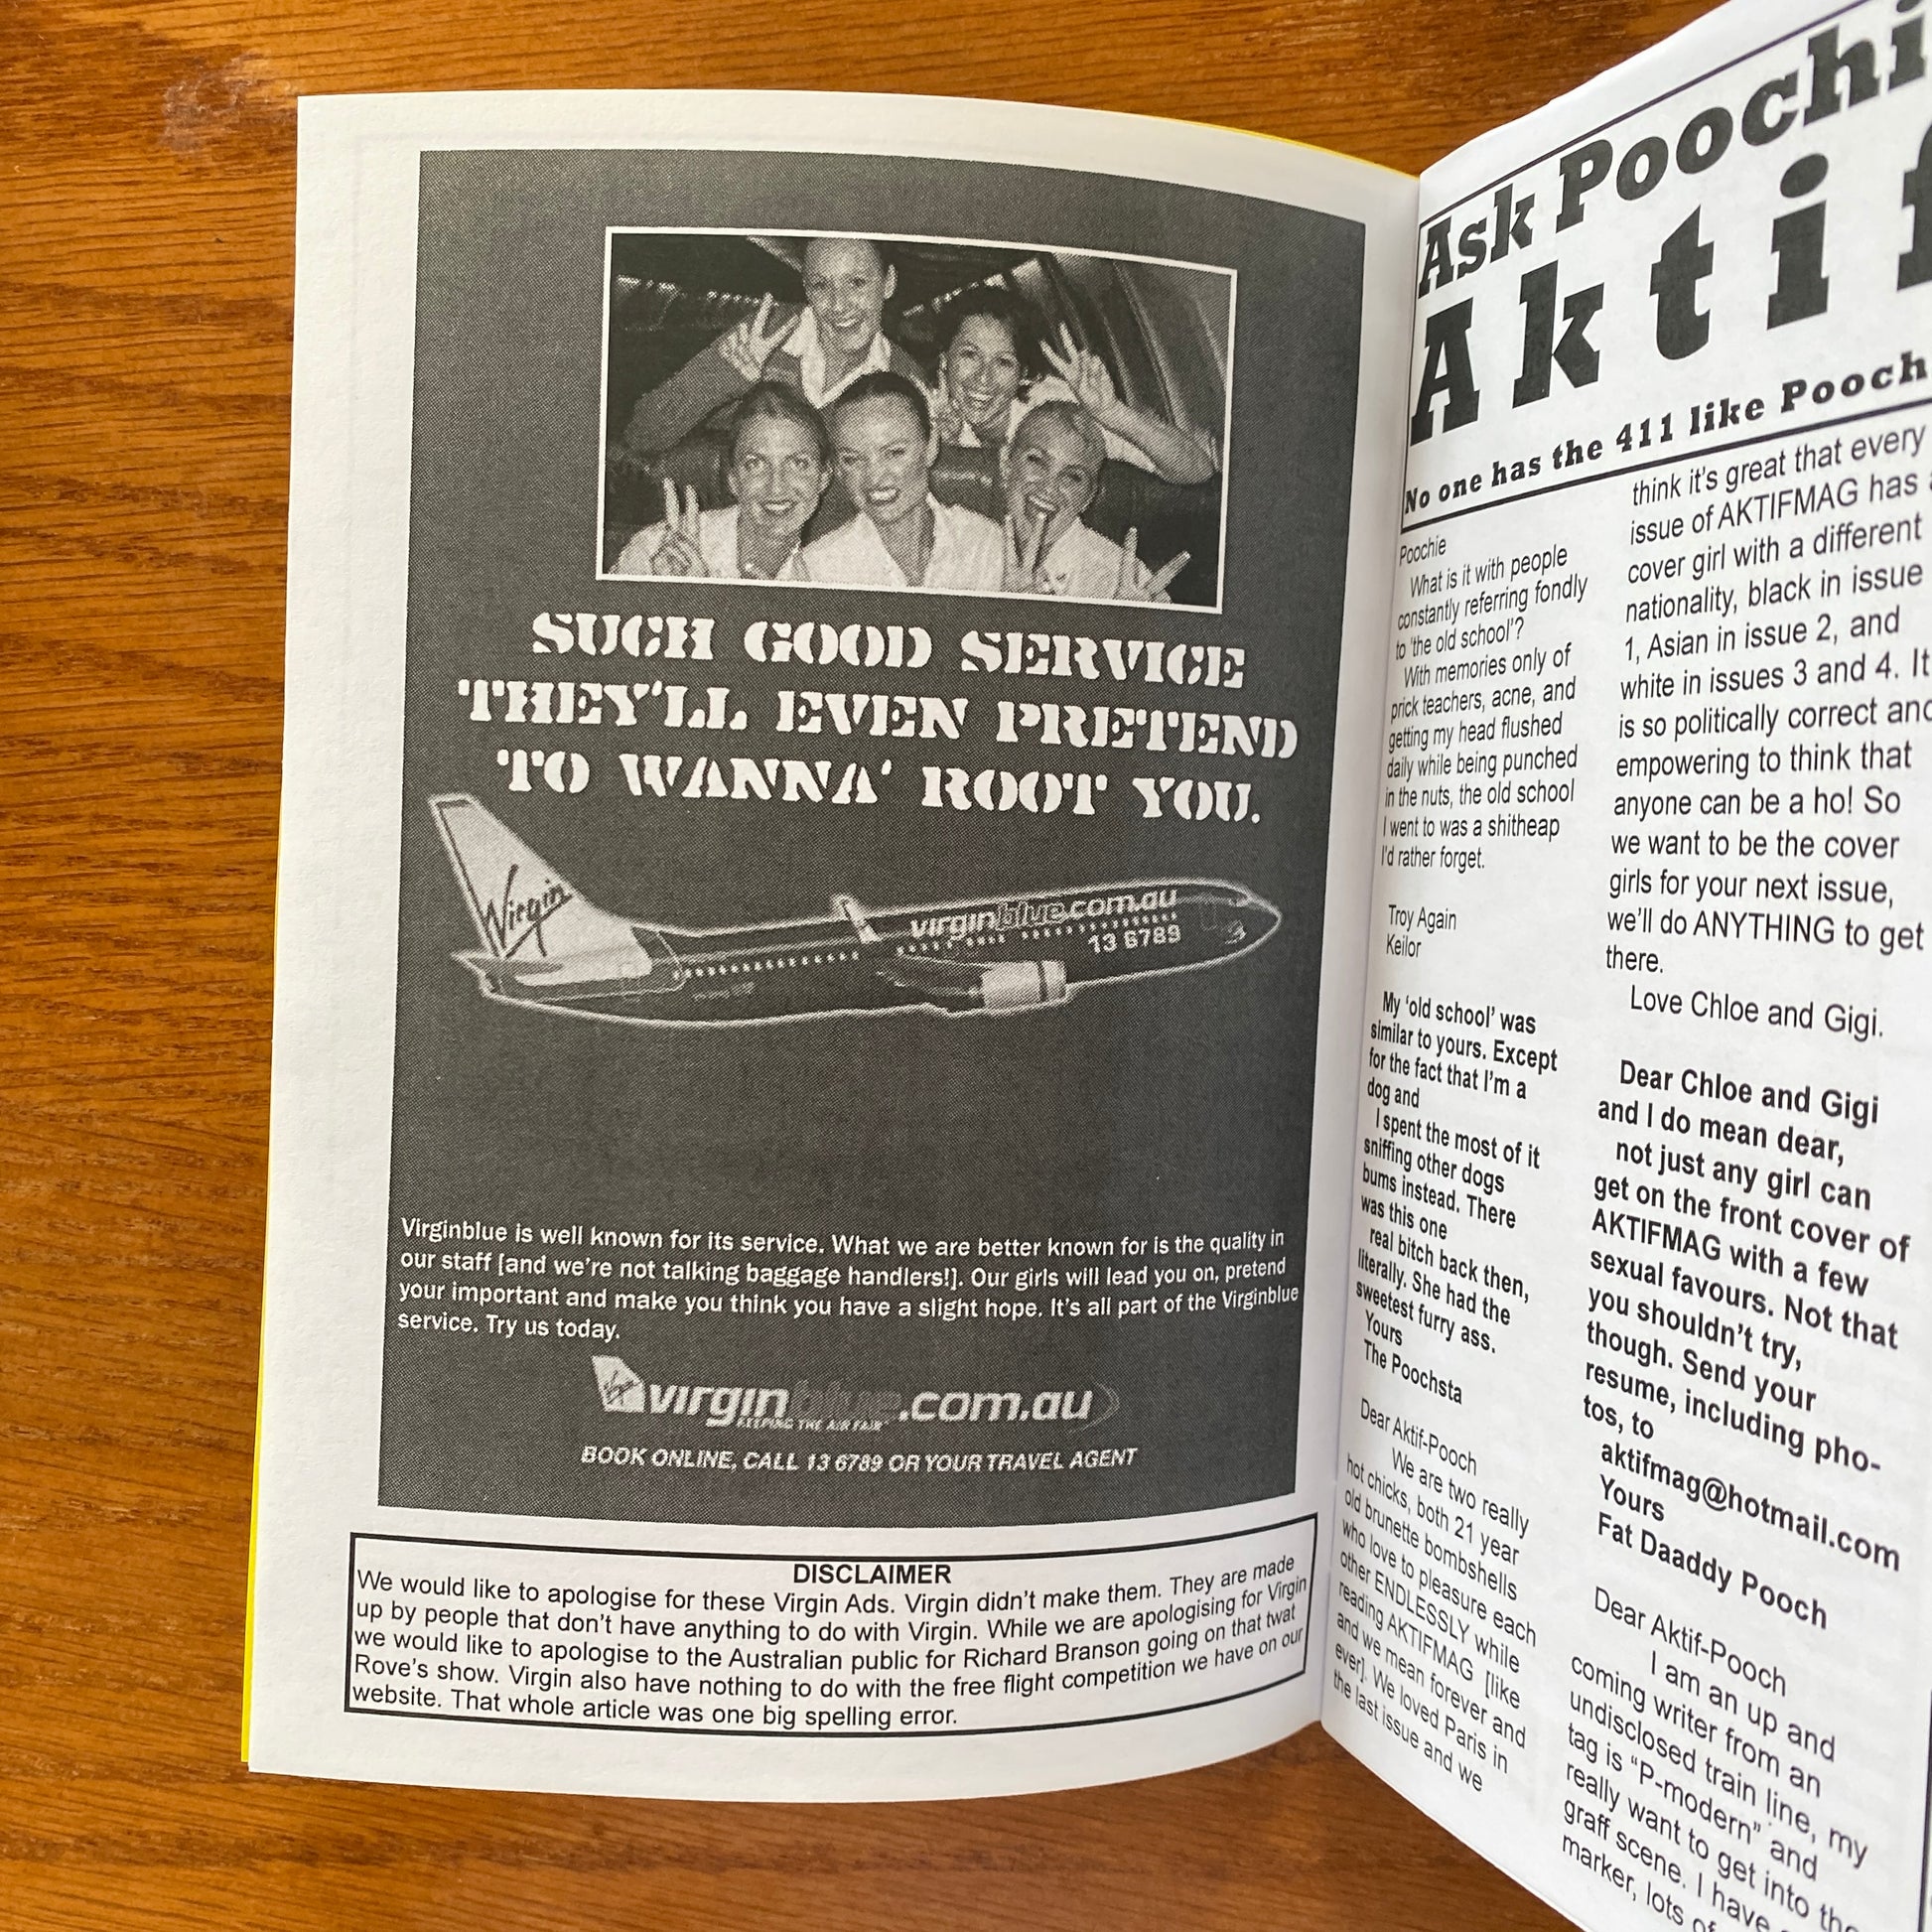 SUCH GOOD SERVICE
THEY'LL EVEN PRETEND
TO WANNA' ROOT YOU.
Virgin
virginblue.com.au
13 6789
Virginblue is well known for its service. What we are better known for is the quality in
our staff [and we're not talking baggage handlers!]. Our girls will lead you on, pretend
your important and make you think you have a slight hope. It's all part of the Virginblue
service. Try us today.
virginblue.com.au
KEEPING THE AIR FAIR
BOOK ONLINE, CALL 13 6789 OR YOUR TRAVEL AGENT
DISCLAIMER
We would like to apologise for these Virgin Ads. Virgin didn't make them. They are made
up by people that don't have anything to do with Virgin. While we are apologising for Virgin
we would like to apologise to the Australian public for Richard Branson going on that twat
Rove's show. Virgin also have nothing to do with the free flight competition we have on our
website. That whole article was one big spelling error.
Ask Poochi
Aktif
No one has the 411 like Pooch
Poochie
What is it with people
constantly referring fondly
to 'the old school'?
With memories only of
prick teachers, acne, and
getting my head flushed
daily while being punched
in the nuts, the old school
I went to was a shitheap
I'd rather forget.
Troy Again
Keilor
My 'old school' was
similar to yours. Except
for the fact that I'm a
dog and
I spent the most of it
sniffing other dogs
bums instead. There
was this one
real bitch back then,
literally. She had the
sweetest furry ass.
Yours
The Poochsta
Dear Aktif-Pooch
We are two really
hot chicks, both 21 year
old brunette bombshells
who love to pleasure each
other ENDLESSLY while
reading AKTIFMAG [like
and we mean forever and
ever]. We loved Paris in
the last issue and we
think it's great that every
issue of AKTIFMAG has a
cover girl with a different
nationality, black in issue
1, Asian in issue 2, and
white in issues 3 and 4. It
is so politically correct and
empowering to think that
anyone can be a ho! So
we want to be the cover
girls for your next issue,
we'll do ANYTHING to get
there.
Love Chloe and Gigi.
Dear Chloe and Gigi
and I do mean dear,
not just any girl can
get on the front cover of
AKTIFMAG with a few
sexual favours. Not that
you shouldn't try,
though. Send your
resume, including pho-
tos, to
aktifmag@hotmail.com
Yours
Fat Daaddy Pooch
Dear Aktif-Pooch
I am an up and
coming writer from an
undisclosed train line, my
tag is "P-modern" and
really want to get into the
graff scene. I have
marker, lots of